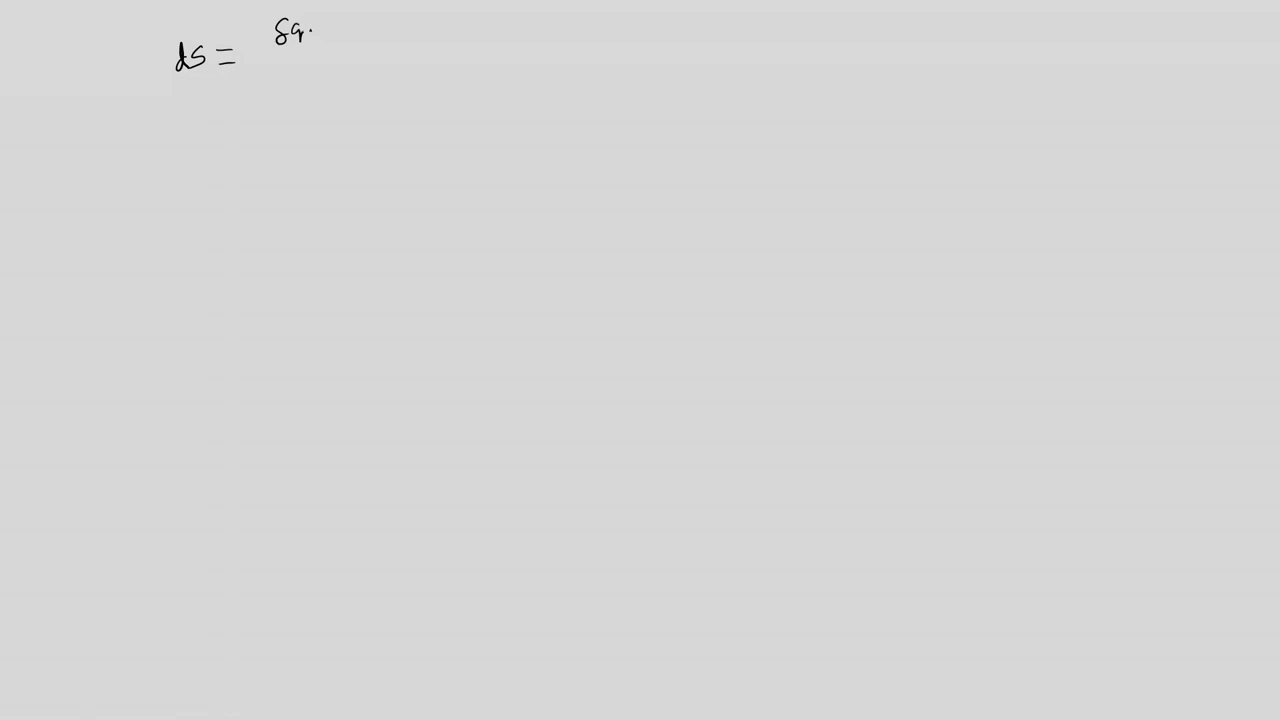 dS = δq.